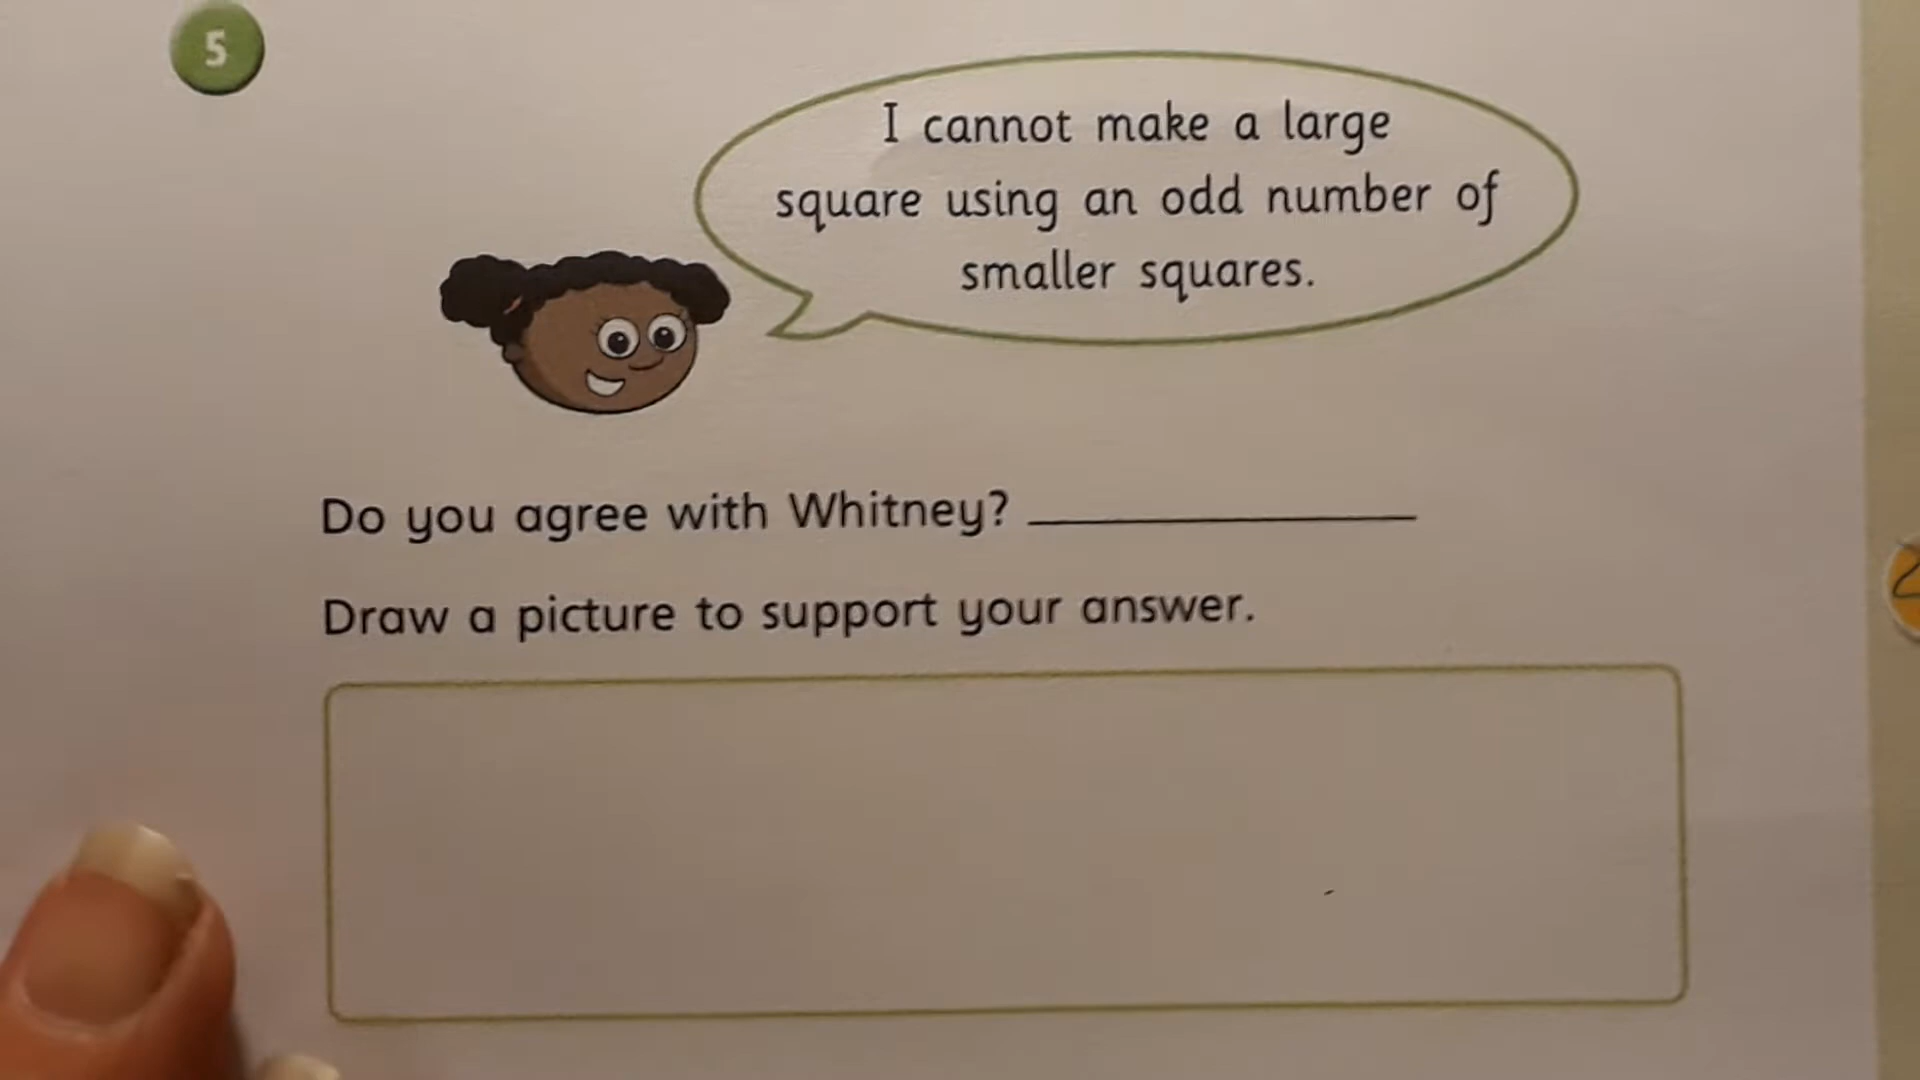 5
I cannot make a large
square using an odd number of
smaller squares.
Do you agree with Whitney?
Draw a picture to support your answer.